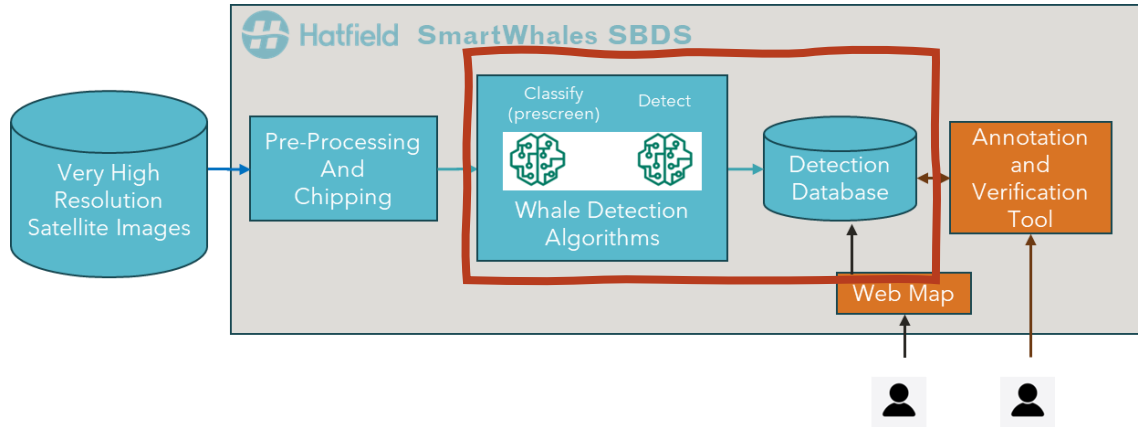 Hatfield SmartWhales SBDS
Very High
Resolution
Satellite Images
Pre-Processing
And
Chipping
Classify
(prescreen)
Detect
Whale Detection
Algorithms
Detection
Database
Annotation
and
Verification
Tool
Web Map